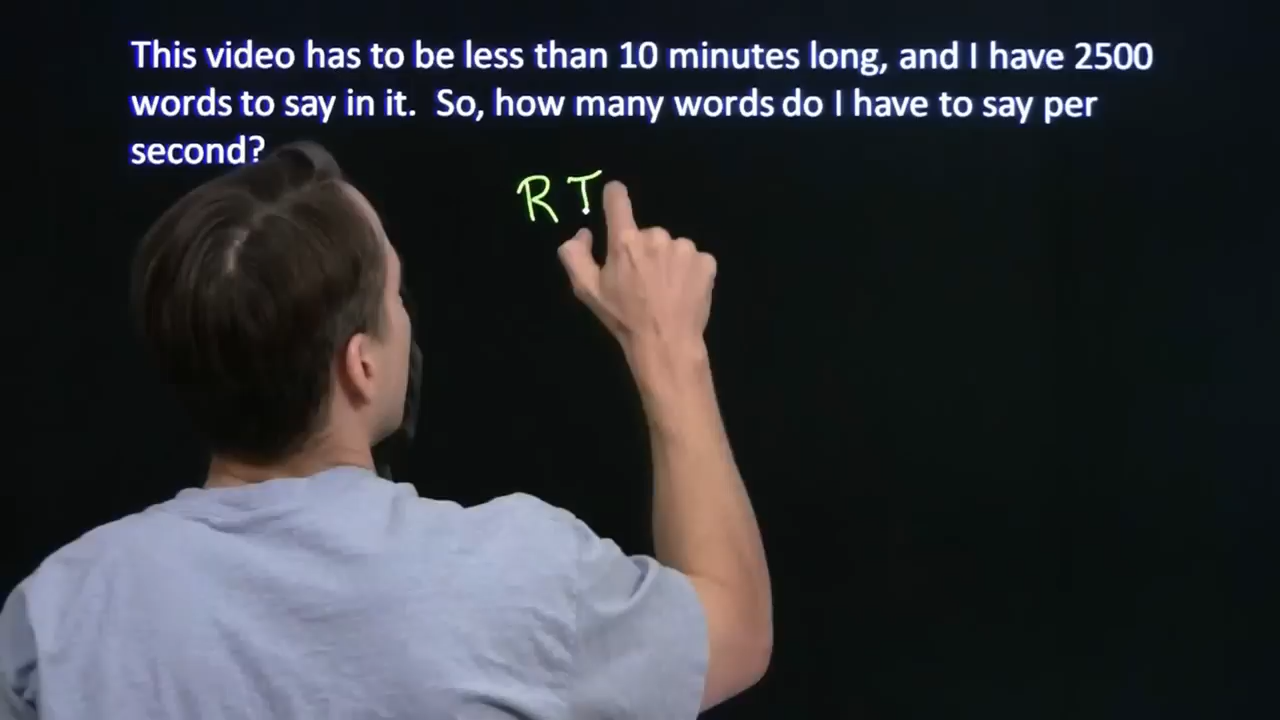 This video has to be less than 10 minutes long, and I have 2500
words to say in it.  So, how many words do I have to say per
second?
R T